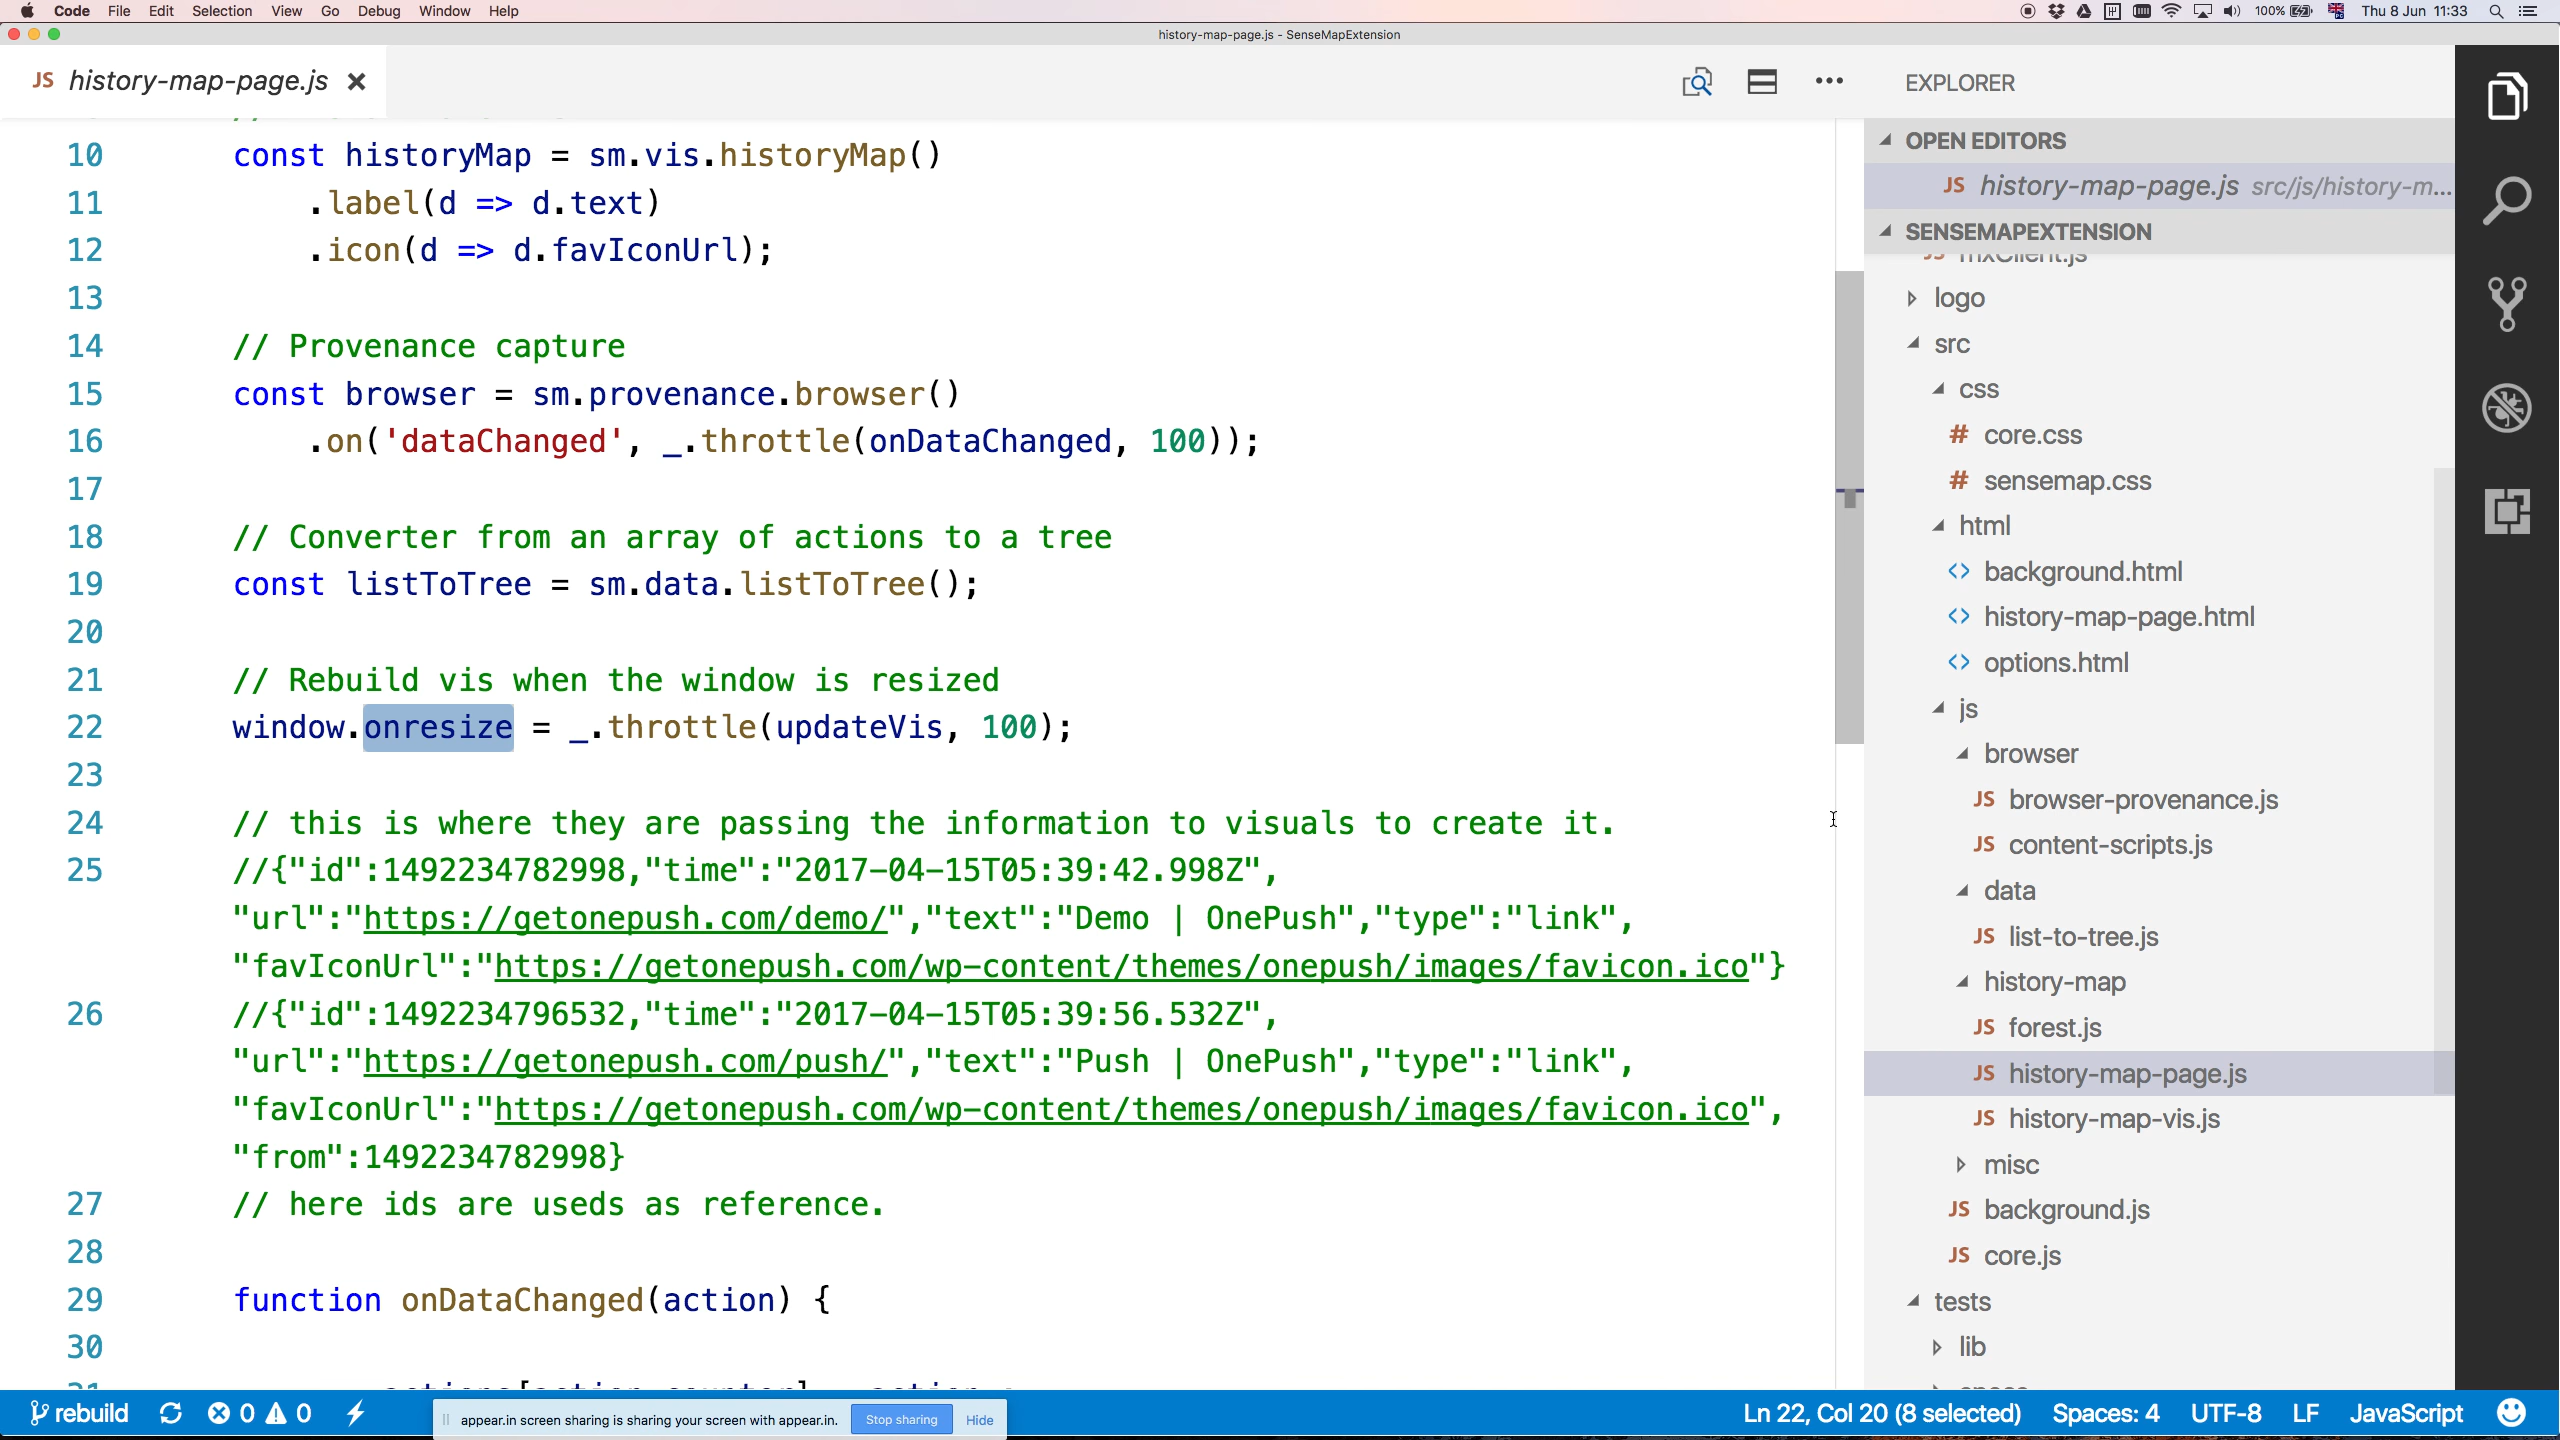 Code File Edit Selection View Go Debug Window Help 100% Thu 8 Jun 11:33
history-map-page.js - SenseMapExtension
JS history-map-page.js ×
10 const historyMap = sm.vis.historyMap()
11 .label(d => d.text)
12 .icon(d => d.favIconUrl);
13
14 // Provenance capture
15 const browser = sm.provenance.browser()
16 .on('dataChanged', _.throttle(onDataChanged, 100));
17
18 // Converter from an array of actions to a tree
19 const listToTree = sm.data.listToTree();
20
21 // Rebuild vis when the window is resized
22 window.onresize = _.throttle(updateVis, 100);
23
24 // this is where they are passing the information to visuals to create it.
25 //{"id":1492234782998,"time":"2017-04-15T05:39:42.998Z",
"url":"https://getonepush.com/demo/","text":"Demo | OnePush","type":"link",
"favIconUrl":"https://getonepush.com/wp-content/themes/onepush/images/favicon.ico"}
26 //{"id":1492234796532,"time":"2017-04-15T05:39:56.532Z",
"url":"https://getonepush.com/push/","text":"Push | OnePush","type":"link",
"favIconUrl":"https://getonepush.com/wp-content/themes/onepush/images/favicon.ico",
"from":1492234782998}
27 // here ids are useds as reference.
28
29 function onDataChanged(action) {
30
EXPLORER
OPEN EDITORS
JS history-map-page.js src/js/history-m...
SENSEMAPEXTENSION
JS mxClient.js
logo
src
css
# core.css
# sensemap.css
html
<> background.html
<> history-map-page.html
<> options.html
js
browser
JS browser-provenance.js
JS content-scripts.js
data
JS list-to-tree.js
history-map
JS forest.js
JS history-map-page.js
JS history-map-vis.js
misc
JS background.js
JS core.js
tests
lib
rebuild 0 0
appear.in screen sharing is sharing your screen with appear.in. Stop sharing Hide
Ln 22, Col 20 (8 selected) Spaces: 4 UTF-8 LF JavaScript